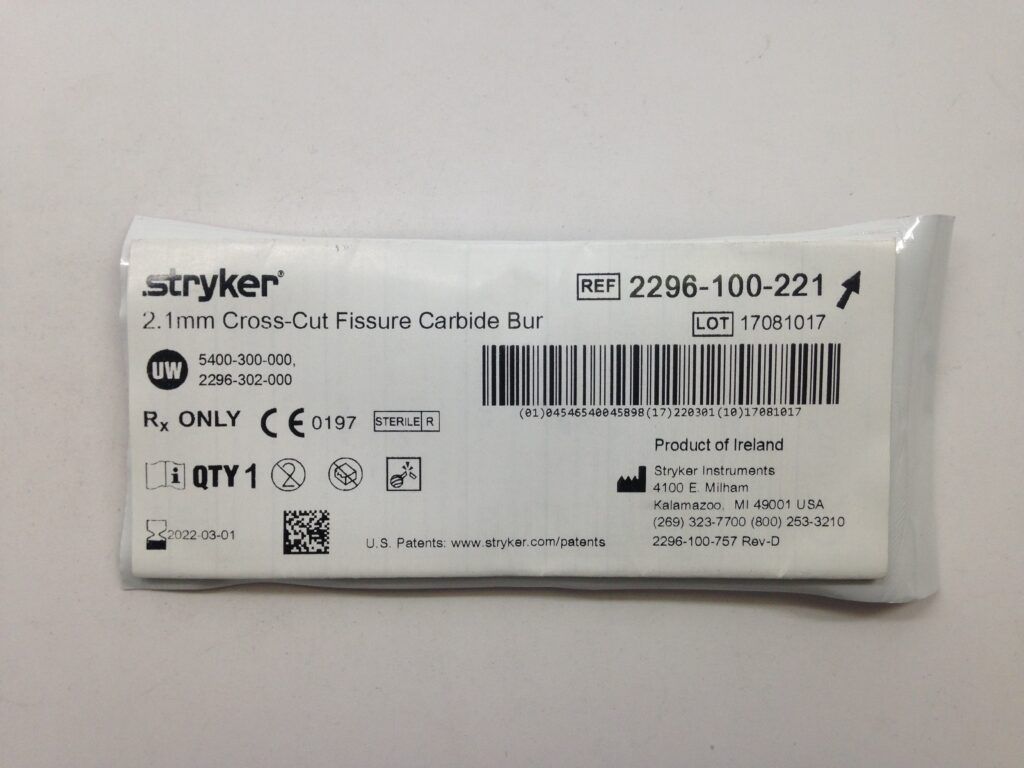 stryker®
REF 2296-100-221
2.1mm Cross-Cut Fissure Carbide Bur
LOT 17081017
UW 5400-300-000,
2296-302-000
(01)04546540045898(17)220301(10)17081017
Rx ONLY CE 0197 STERILE R
Product of Ireland
i QTY 1 2
Stryker Instruments
4100 E. Milham
Kalamazoo, MI 49001 USA
(269) 323-7700 (800) 253-3210
2296-100-757 Rev-D
2022-03-01
U.S. Patents: www.stryker.com/patents